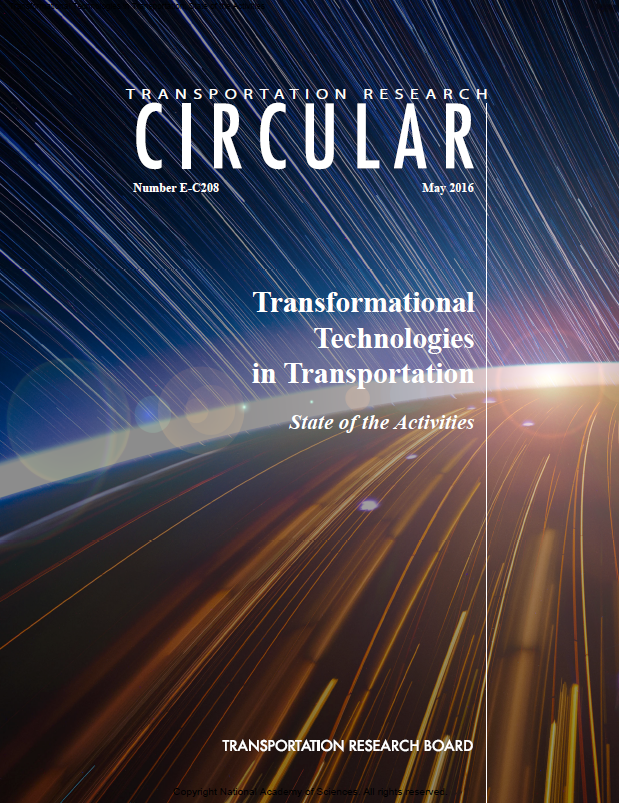 TRANSPORTATION RESEARCH
CIRCULAR
Number E-C208 May 2016
Transformational
Technologies
in Transportation
State of the Activities
TRANSPORTATION RESEARCH BOARD
Copyright National Academy of Sciences. All rights reserved.